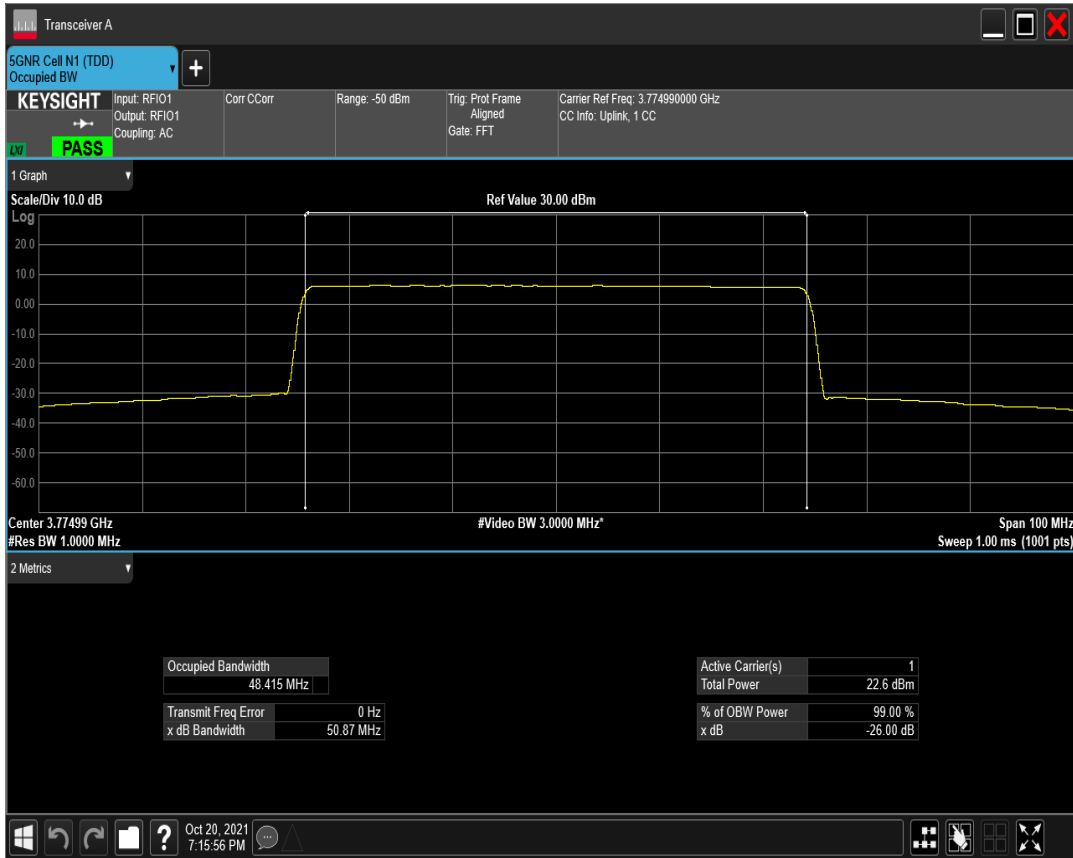 Transceiver A
5GNR Cell N1 (TDD)
Occupied BW
+
KEYSIGHT
LXI
PASS
Input: RFIO1
Output: RFIO1
Coupling: AC
Corr CCorr
Range: -50 dBm
Trig: Prot Frame
Aligned
Gate: FFT
Carrier Ref Freq: 3.774990000 GHz
CC Info: Uplink, 1 CC
1 Graph
Scale/Div 10.0 dB
Ref Value 30.00 dBm
Log
20.0
10.0
0.00
-10.0
-20.0
-30.0
-40.0
-50.0
-60.0
Center 3.77499 GHz
#Video BW 3.0000 MHz*
Span 100 MHz
#Res BW 1.0000 MHz
Sweep 1.00 ms (1001 pts)
2 Metrics
Occupied Bandwidth
48.415 MHz
Transmit Freq Error 0 Hz
x dB Bandwidth 50.87 MHz
Active Carrier(s) 1
Total Power 22.6 dBm
% of OBW Power 99.00 %
x dB -26.00 dB
?
Oct 20, 2021
7:15:56 PM